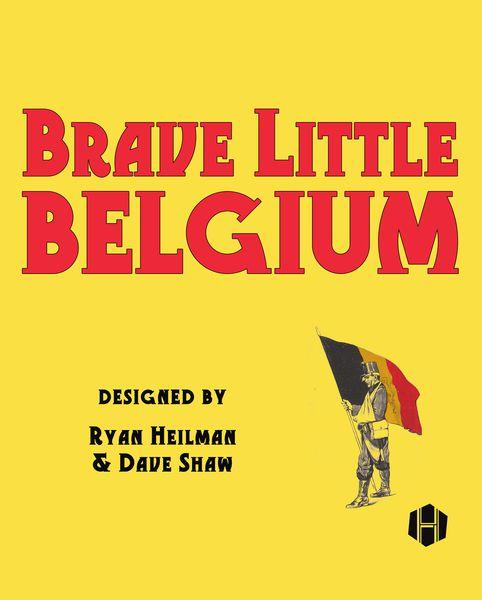 BRAVE LITTLE
BELGIUM
DESIGNED BY
RYAN HEILMAN
& DAVE SHAW
H